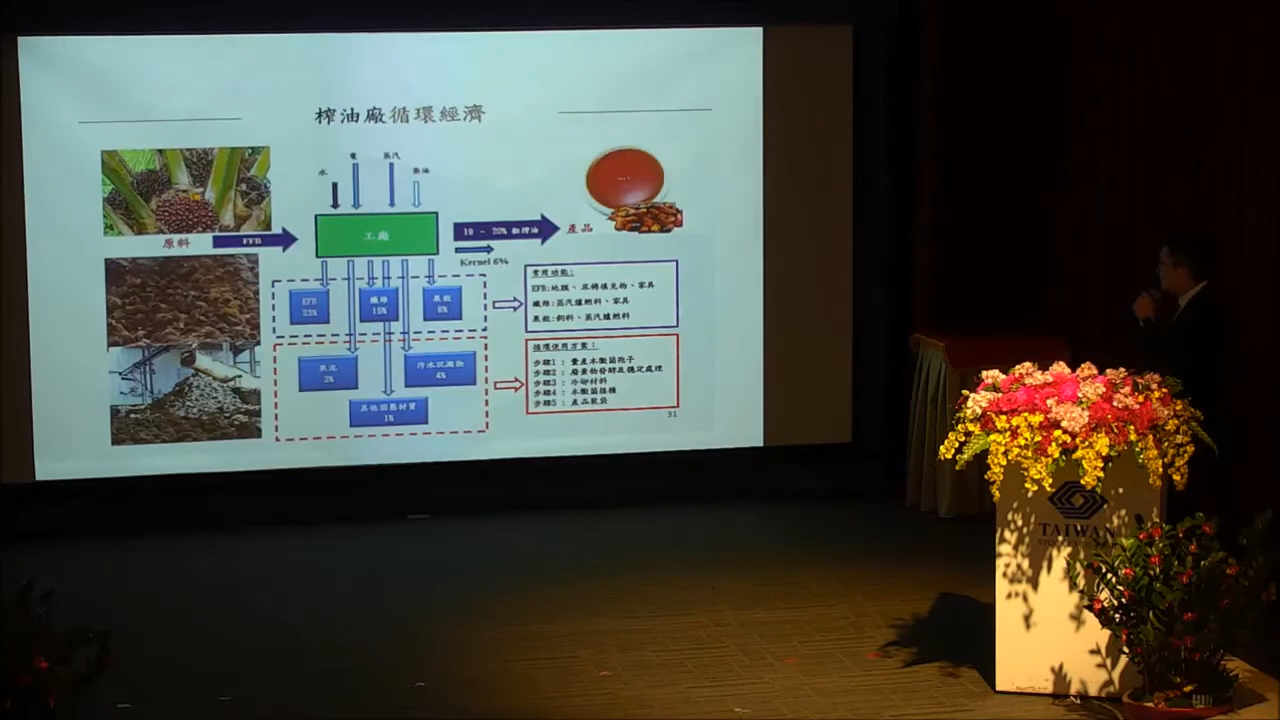 榨油廠循環經濟
水
電
蒸汽
柴油
原料
FFB
工廠
19 ~ 20% 粗榨油
產品
Kernel 6%
EFB
22%
纖維
15%
果殼
6%
常用功能:
EFB:地膜、床褥填充物、家具
纖維:蒸汽爐燃料、家具
果殼:飼料、蒸汽爐燃料
2%
污水沉澱物
4%
其他固態材質
1%
循環使用方案:
步驟1:量產木黴菌孢子
步驟2:廢棄物發酵及穩定處理
步驟3:冷卻材料
步驟4:木黴菌接種
步驟5:產品裝袋
31
TAIWAN